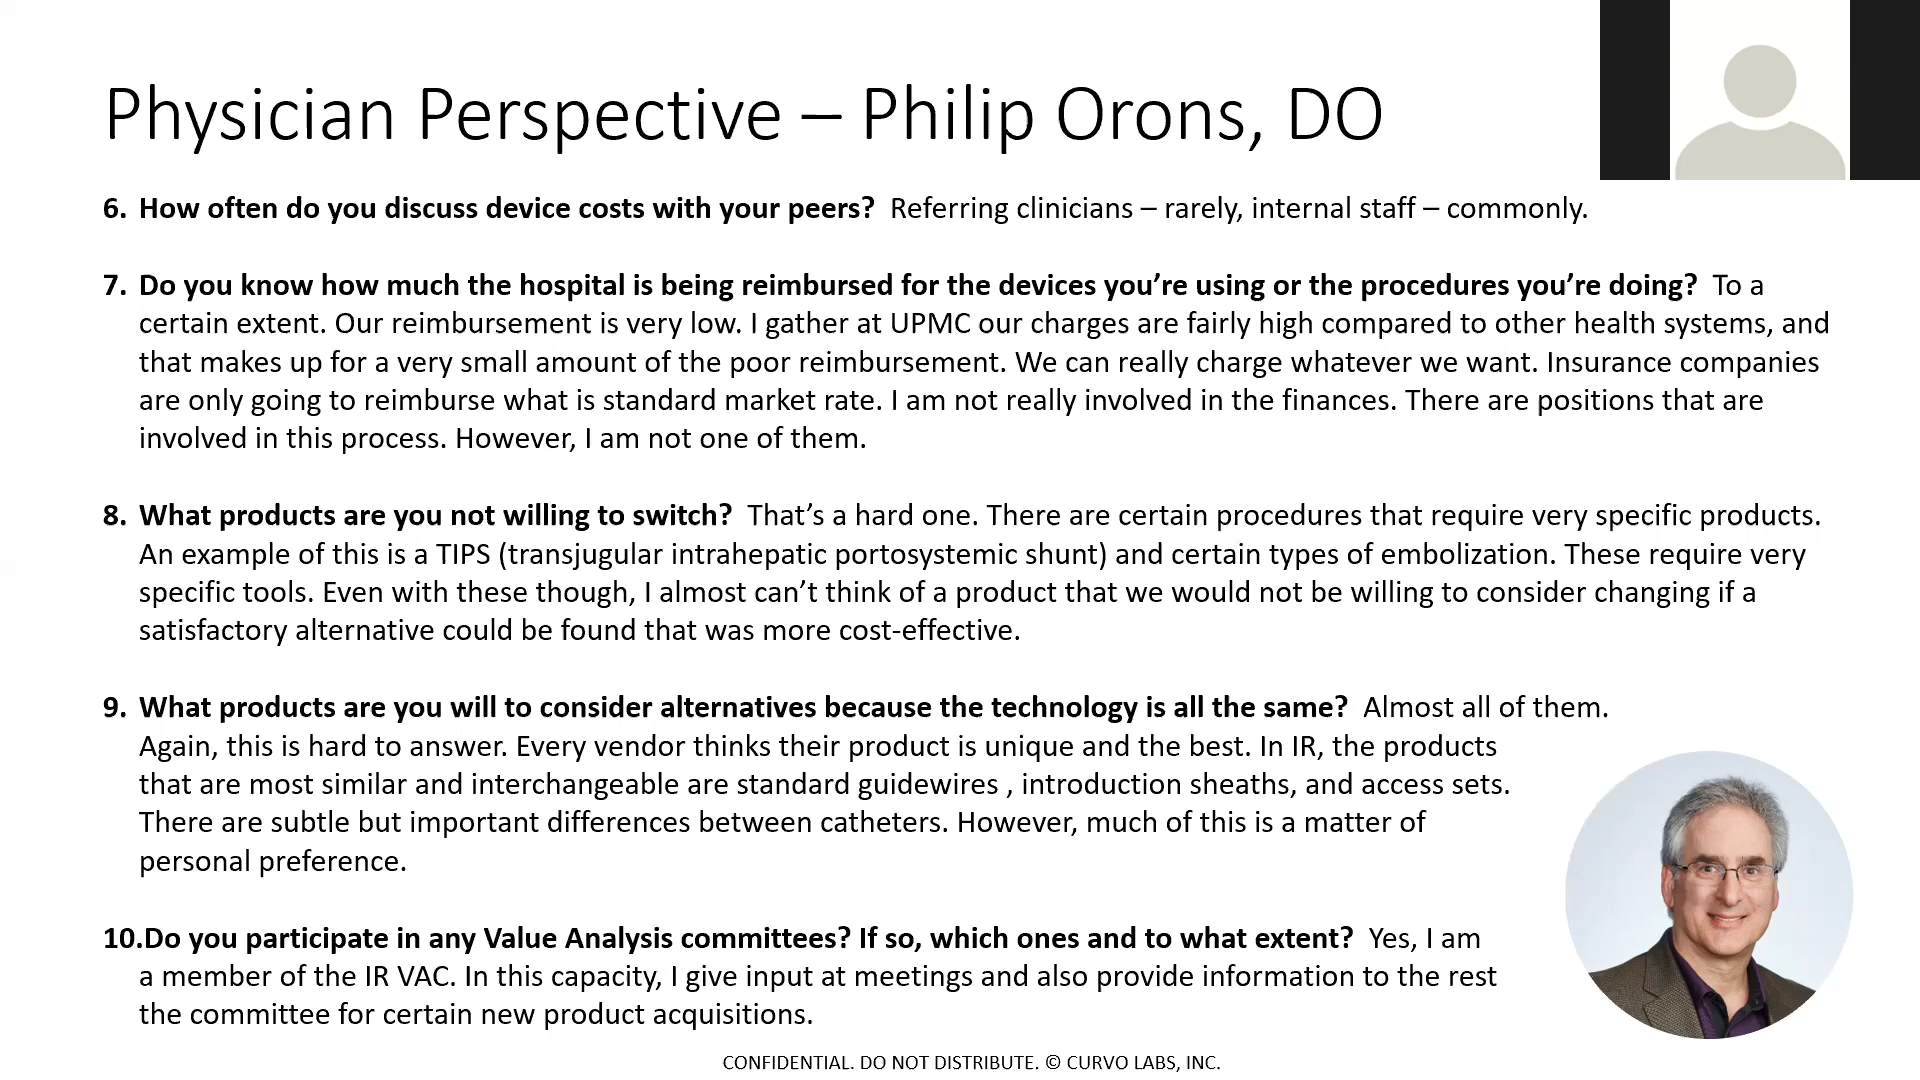 Physician Perspective – Philip Orons, DO
6. How often do you discuss device costs with your peers? Referring clinicians – rarely, internal staff – commonly.
7. Do you know how much the hospital is being reimbursed for the devices you’re using or the procedures you’re doing? To a
certain extent. Our reimbursement is very low. I gather at UPMC our charges are fairly high compared to other health systems, and
that makes up for a very small amount of the poor reimbursement. We can really charge whatever we want. Insurance companies
are only going to reimburse what is standard market rate. I am not really involved in the finances. There are positions that are
involved in this process. However, I am not one of them.
8. What products are you not willing to switch? That’s a hard one. There are certain procedures that require very specific products.
An example of this is a TIPS (transjugular intrahepatic portosystemic shunt) and certain types of embolization. These require very
specific tools. Even with these though, I almost can’t think of a product that we would not be willing to consider changing if a
satisfactory alternative could be found that was more cost-effective.
9. What products are you will to consider alternatives because the technology is all the same? Almost all of them.
Again, this is hard to answer. Every vendor thinks their product is unique and the best. In IR, the products
that are most similar and interchangeable are standard guidewires , introduction sheaths, and access sets.
There are subtle but important differences between catheters. However, much of this is a matter of
personal preference.
10.Do you participate in any Value Analysis committees? If so, which ones and to what extent? Yes, I am
a member of the IR VAC. In this capacity, I give input at meetings and also provide information to the rest
the committee for certain new product acquisitions.
CONFIDENTIAL. DO NOT DISTRIBUTE. © CURVO LABS, INC.